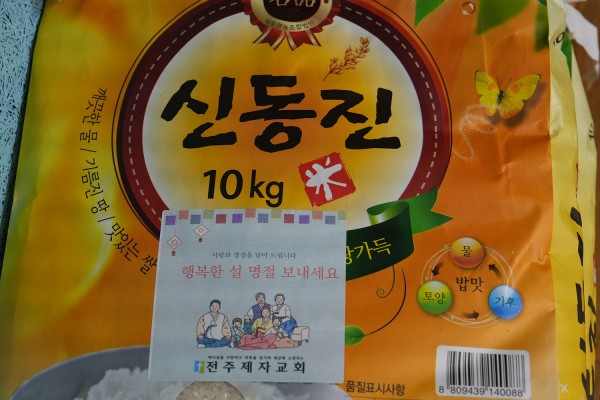 신동진
10kg
米
깨끗한 물 / 기름진 땅 / 맛있는 쌀
사랑과 정성을 담아 드립니다
행복한 설 명절 보내세요
전주제자교회
가득
물
밥맛
토양
기후
품질표시사항
8 809439 140088